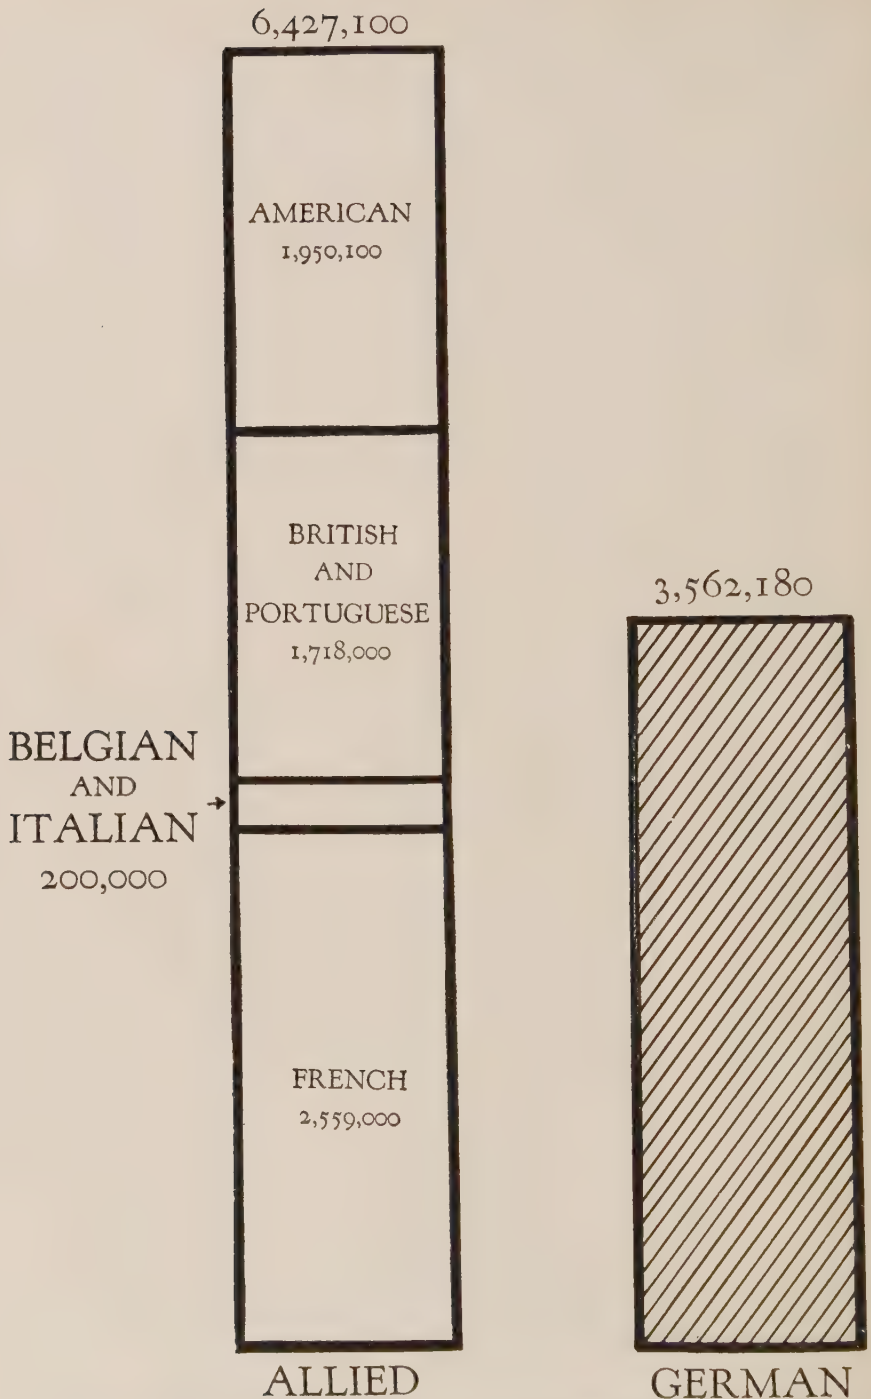 6,427,100
AMERICAN
1,950,100
BRITISH
AND
PORTUGUESE
1,718,000
BELGIAN
AND
ITALIAN
200,000
FRENCH
2,559,000
ALLIED
3,562,180
GERMAN